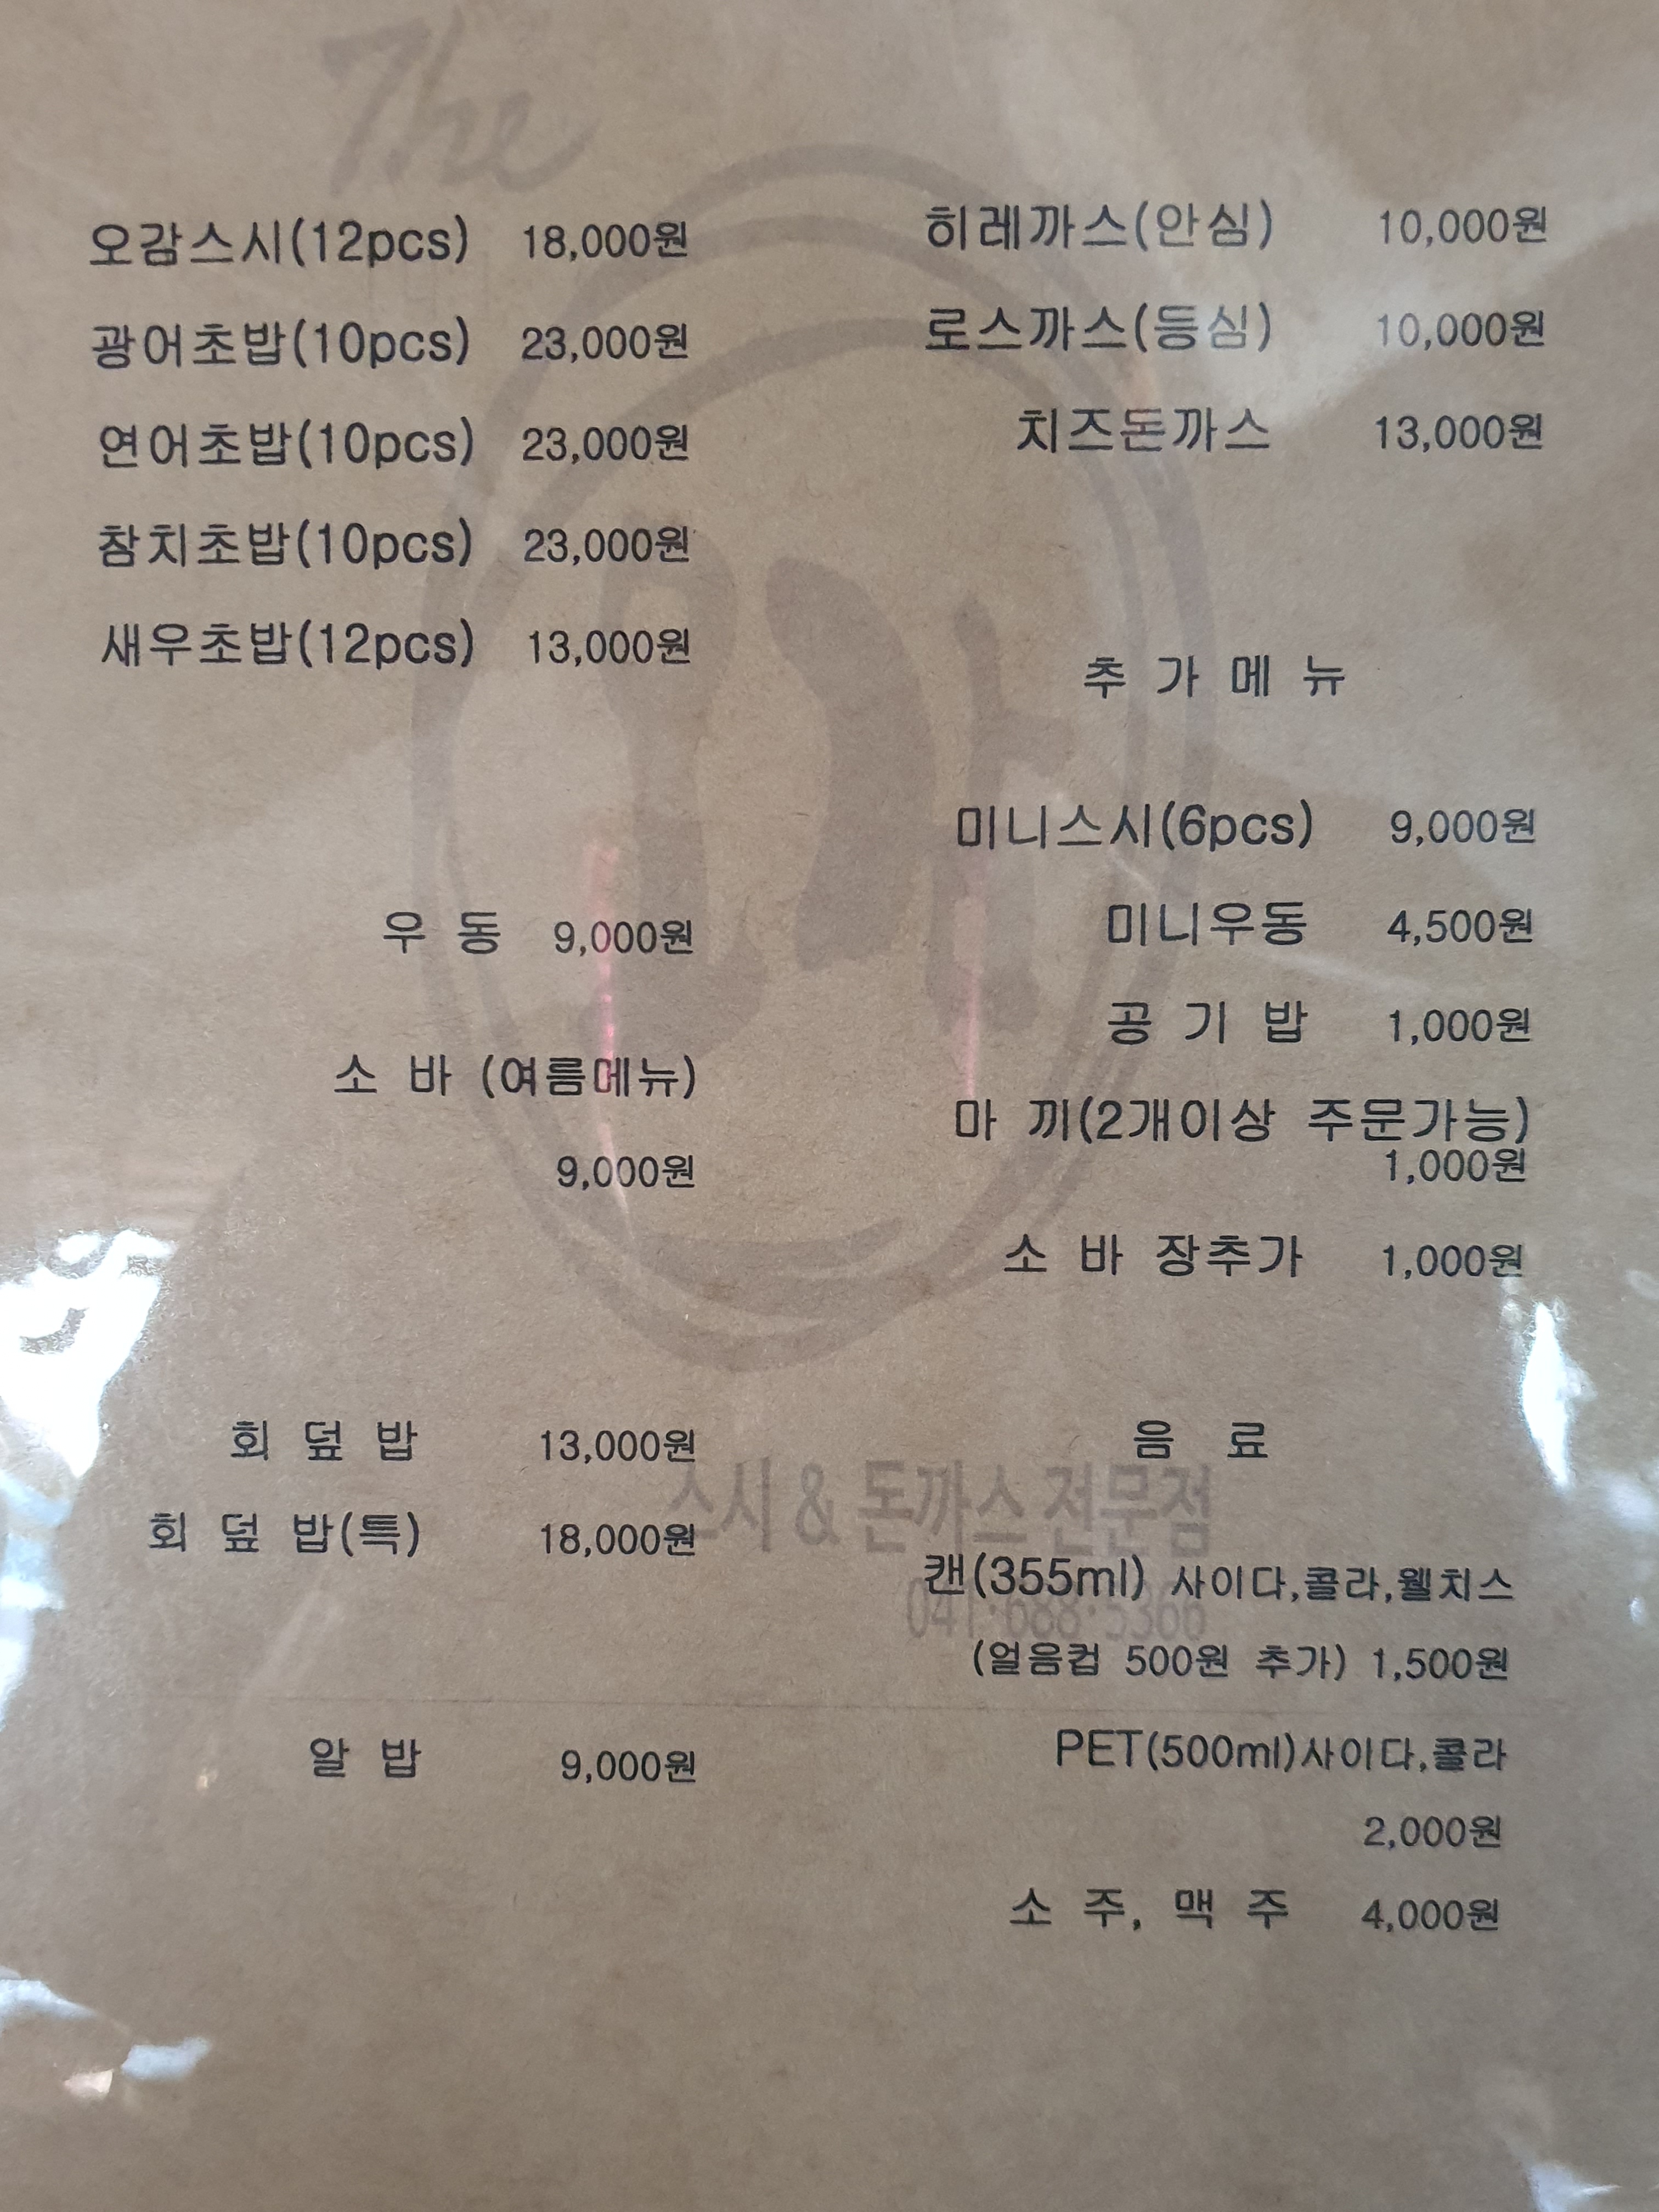 The
맛
오감스시(12pcs) 18,000원
광어초밥(10pcs) 23,000원
연어초밥(10pcs) 23,000원
참치초밥(10pcs) 23,000원
새우초밥(12pcs) 13,000원
우 동 9,000원
소 바 (여름메뉴)
9,000원
회 덮 밥 13,000원
회 덮 밥(특) 18,000원
알 밥 9,000원
히레까스(안심) 10,000원
로스까스(등심) 10,000원
치즈돈까스 13,000원
추 가 메 뉴
미니스시(6pcs) 9,000원
미니우동 4,500원
공 기 밥 1,000원
마 끼(2개이상 주문가능)
1,000원
소 바 장추가 1,000원
음 료
스시 & 돈까스 전문점
캔(355ml) 사이다,콜라,웰치스
041·688·5366
(얼음컵 500원 추가) 1,500원
PET(500ml)사이다,콜라
2,000원
소 주, 맥 주 4,000원